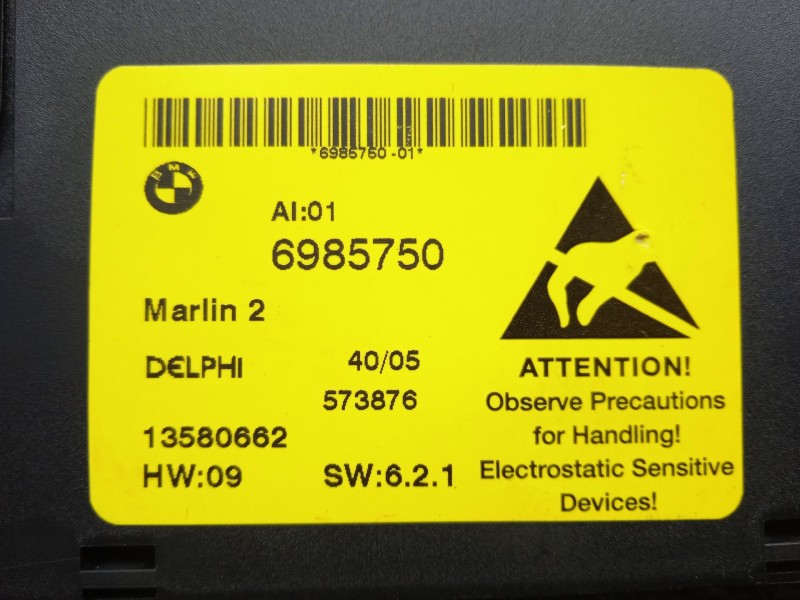 *6985750-01*
BMW
AI:01
6985750
Marlin 2
DELPHI 40/05
573876
13580662
HW:09 SW:6.2.1
ATTENTION!
Observe Precautions
for Handling!
Electrostatic Sensitive
Devices!